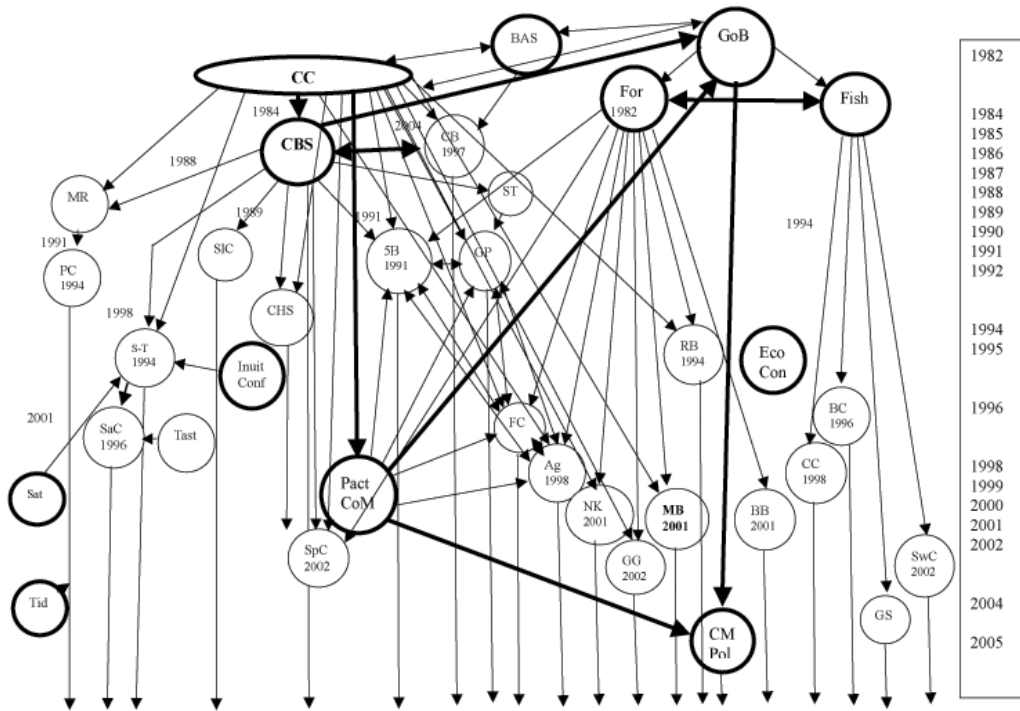 BAS
GoB
CC
For
1982
Fish
1984
CBS
2004
CB
1997
1988
MR
ST
1989
1991
1994
SIC
5B
1991
GP
1991
PC
1994
CHS
1998
S-T
1994
Inuit
Conf
RB
1994
Eco
Con
2001
SaC
1996
Tast
FC
BC
1996
Sat
Pact
CoM
Ag
1998
CC
1998
NK
2001
MB
2001
BB
2001
SpC
2002
GG
2002
SwC
2002
Tid
GS
CM
Pol
1982
1984
1985
1986
1987
1988
1989
1990
1991
1992
1994
1995
1996
1998
1999
2000
2001
2002
2004
2005